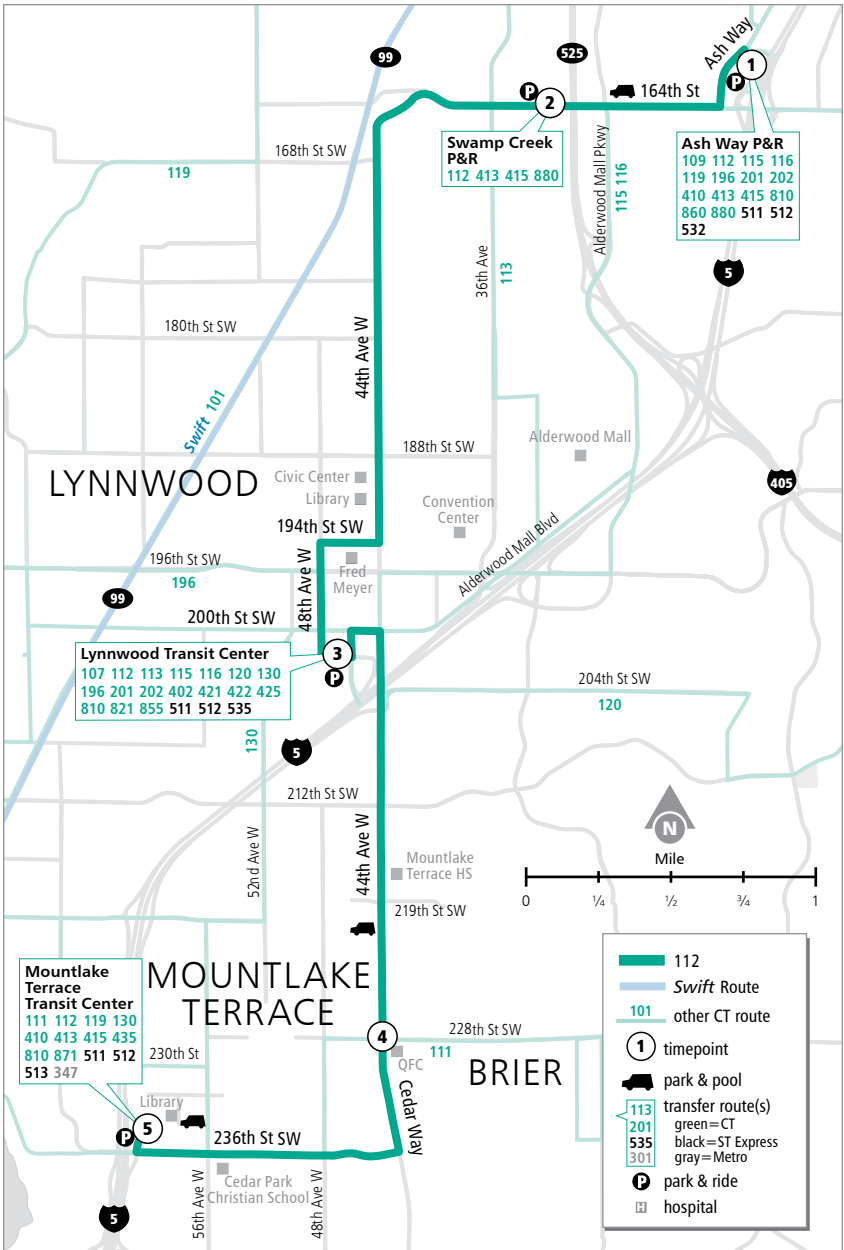 99
525
Ash Way
1
P
P
2
164th St
Swamp Creek
P&R
112 413 415 880
Ash Way P&R
109 112 115 116
119 196 201 202
410 413 415 810
860 880 511 512
532
168th St SW
119
Alderwood Mall Pkwy
115 116
36th Ave
113
5
180th St SW
44th Ave W
Swift 101
188th St SW
Alderwood Mall
LYNNWOOD
Civic Center
Library
Convention
Center
405
194th St SW
196th St SW
196
48th Ave W
Fred
Meyer
Alderwood Mall Blvd
99
200th St SW
Lynnwood Transit Center
107 112 113 115 116 120 130
196 201 202 402 421 422 425
810 821 855 511 512 535
3
P
204th St SW
120
130
5
212th St SW
N
Mile
0 ¼ ½ ¾ 1
52nd Ave W
44th Ave W
Mountlake
Terrace HS
219th St SW
Mountlake
Terrace
Transit Center
111 112 119 130
410 413 415 435
810 871 511 512
513 347
MOUNTLAKE
TERRACE
4
228th St SW
111
QFC
BRIER
230th St
Cedar Way
Library
5
P
236th St SW
Cedar Park
Christian School
56th Ave W
48th Ave W
5
112
Swift Route
101
other CT route
1
timepoint
park & pool
113
201
535
301
transfer route(s)
green=CT
black=ST Express
gray=Metro
P
park & ride
H
hospital